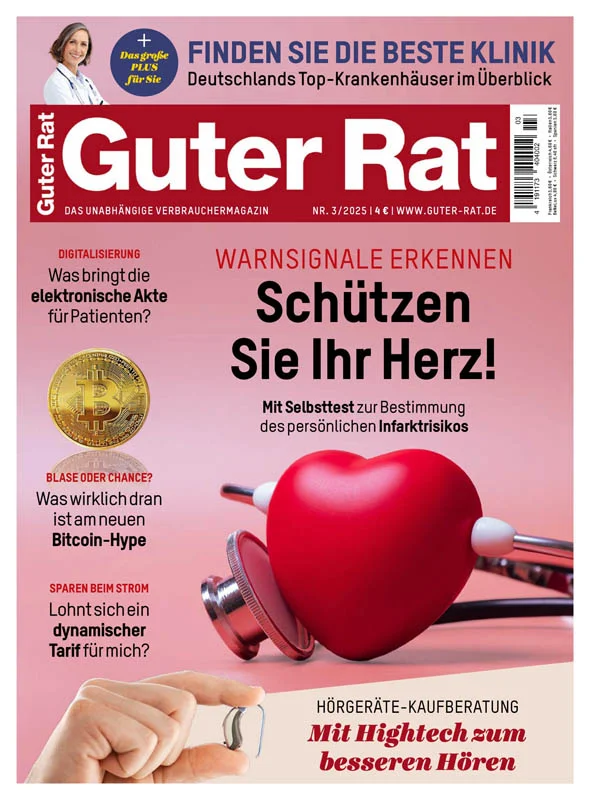 +
Das große
PLUS
für Sie
FINDEN SIE DIE BESTE KLINIK
Deutschlands Top-Krankenhäuser im Überblick
Guter Rat
Guter Rat
DAS UNABHÄNGIGE VERBRAUCHERMAGAZIN
NR. 3/2025 | 4 € | WWW.GUTER-RAT.DE
03
4 191173 404002
DIGITALISIERUNG
Was bringt die
elektronische Akte
für Patienten?
WARNSIGNALE ERKENNEN
Schützen
Sie Ihr Herz!
Mit Selbsttest zur Bestimmung
des persönlichen Infarktrisikos
BLASE ODER CHANCE?
Was wirklich dran
ist am neuen
Bitcoin-Hype
SPAREN BEIM STROM
Lohnt sich ein
dynamischer
Tarif für mich?
HÖRGERÄTE-KAUFBERATUNG
Mit Hightech zum
besseren Hören